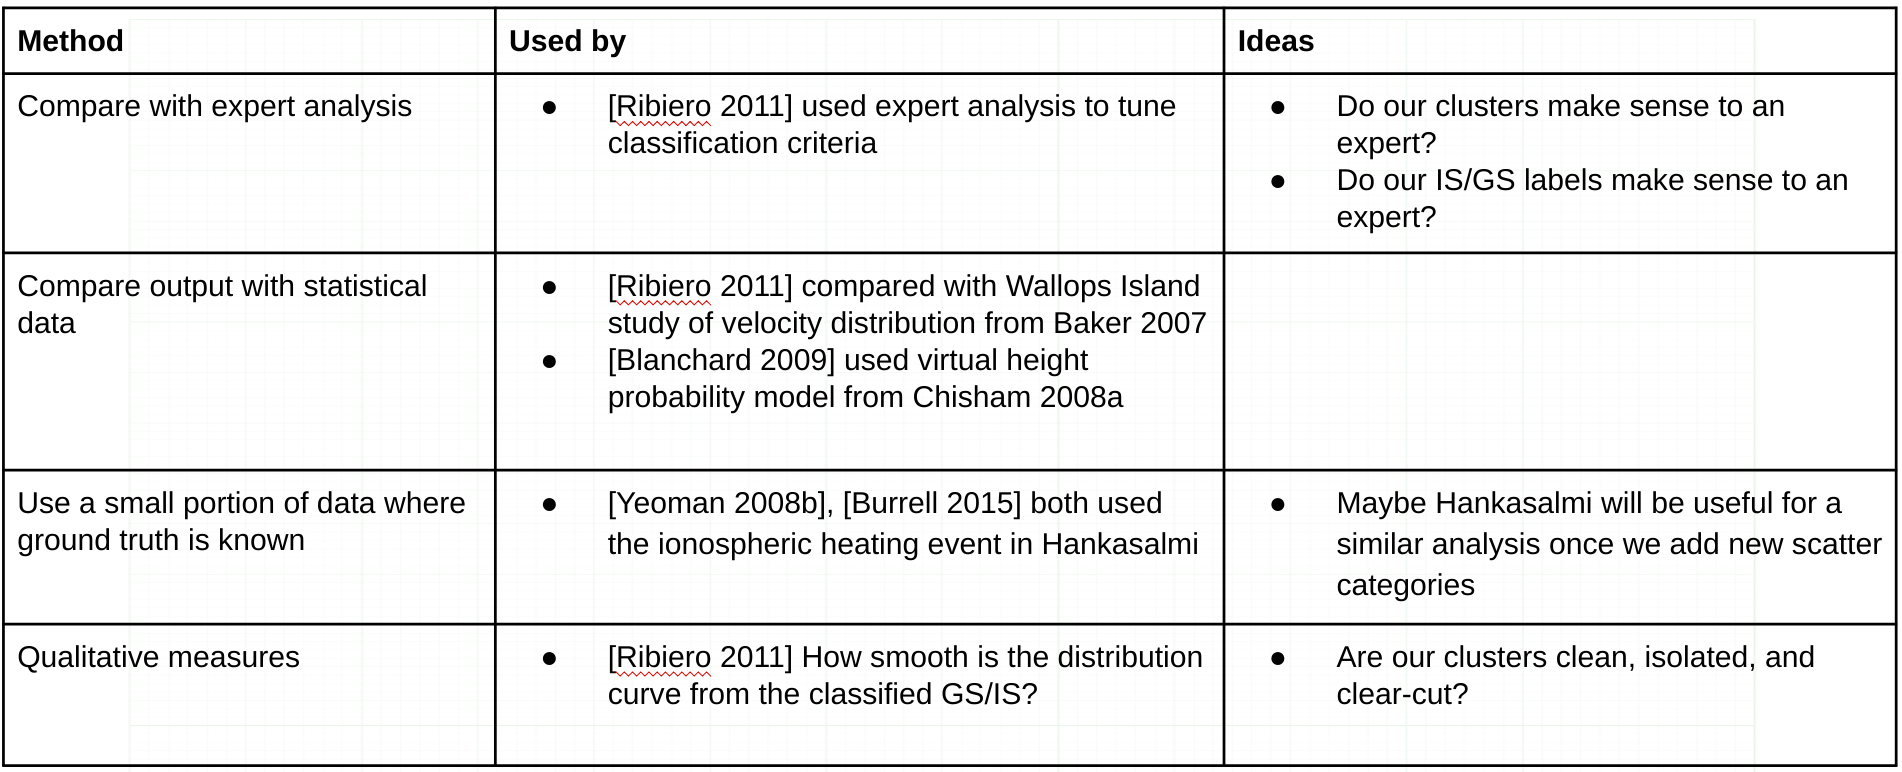 Method
Used by
Ideas
Compare with expert analysis
● [Ribiero 2011] used expert analysis to tune
classification criteria
● Do our clusters make sense to an
expert?
● Do our IS/GS labels make sense to an
expert?
Compare output with statistical
data
● [Ribiero 2011] compared with Wallops Island
study of velocity distribution from Baker 2007
● [Blanchard 2009] used virtual height
probability model from Chisham 2008a
Use a small portion of data where
ground truth is known
● [Yeoman 2008b], [Burrell 2015] both used
the ionospheric heating event in Hankasalmi
● Maybe Hankasalmi will be useful for a
similar analysis once we add new scatter
categories
Qualitative measures
● [Ribiero 2011] How smooth is the distribution
curve from the classified GS/IS?
● Are our clusters clean, isolated, and
clear-cut?